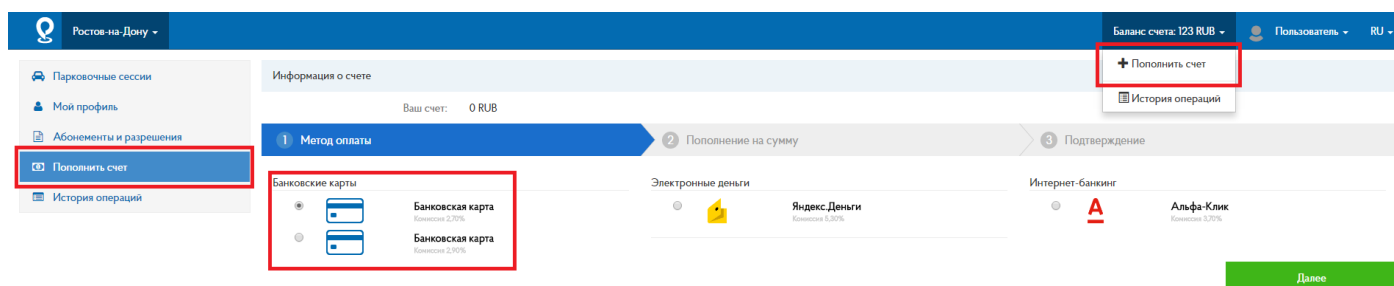 Ростов-на-Дону
Баланс счета: 123 RUB
Пользователь
RU
Пополнить счет
История операций
Парковочные сессии
Мой профиль
Абонементы и разрешения
Пополнить счет
История операций
Информация о счете
Ваш счет: 0 RUB
1 Метод оплаты
2 Пополнение на сумму
3 Подтверждение
Банковские карты
Банковская карта
Комиссия 2,70%
Банковская карта
Комиссия 2,90%
Электронные деньги
Яндекс.Деньги
Комиссия 5,30%
Интернет-банкинг
Альфа-Клик
Комиссия 3,70%
Далее